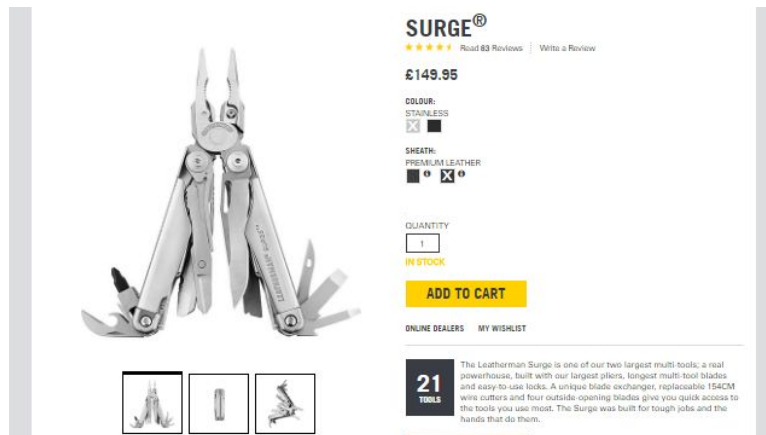 SURGE®
Read 83 Reviews
Write a Review
£149.95
COLOUR:
STAINLESS
SHEATH:
PREMIUM LEATHER
QUANTITY
1
IN STOCK
ADD TO CART
ONLINE DEALERS MY WISHLIST
21
TOOLS
The Leatherman Surge is one of our two largest multi-tools; a real
powerhouse, built with our largest pliers, longest multi-tool blades
and easy-to-use locks. A unique blade exchanger, replaceable 154CM
wire cutters and four outside-opening blades give you quick access to
the tools you use most. The Surge was built for tough jobs and the
hands that do them.